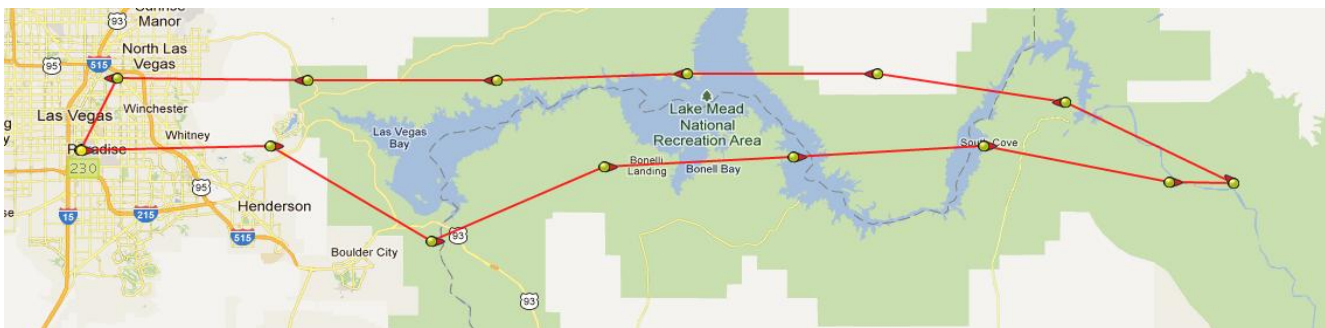 Sunrise
Manor
93
North Las
Vegas
515
95
Winchester
Las Vegas
Whitney
Paradise
230
95
Las Vegas
Bay
Lake Mead
National
Recreation Area
Bonelli
Landing
Bonell Bay
South Cove
Henderson
15
215
515
Boulder City
93
93